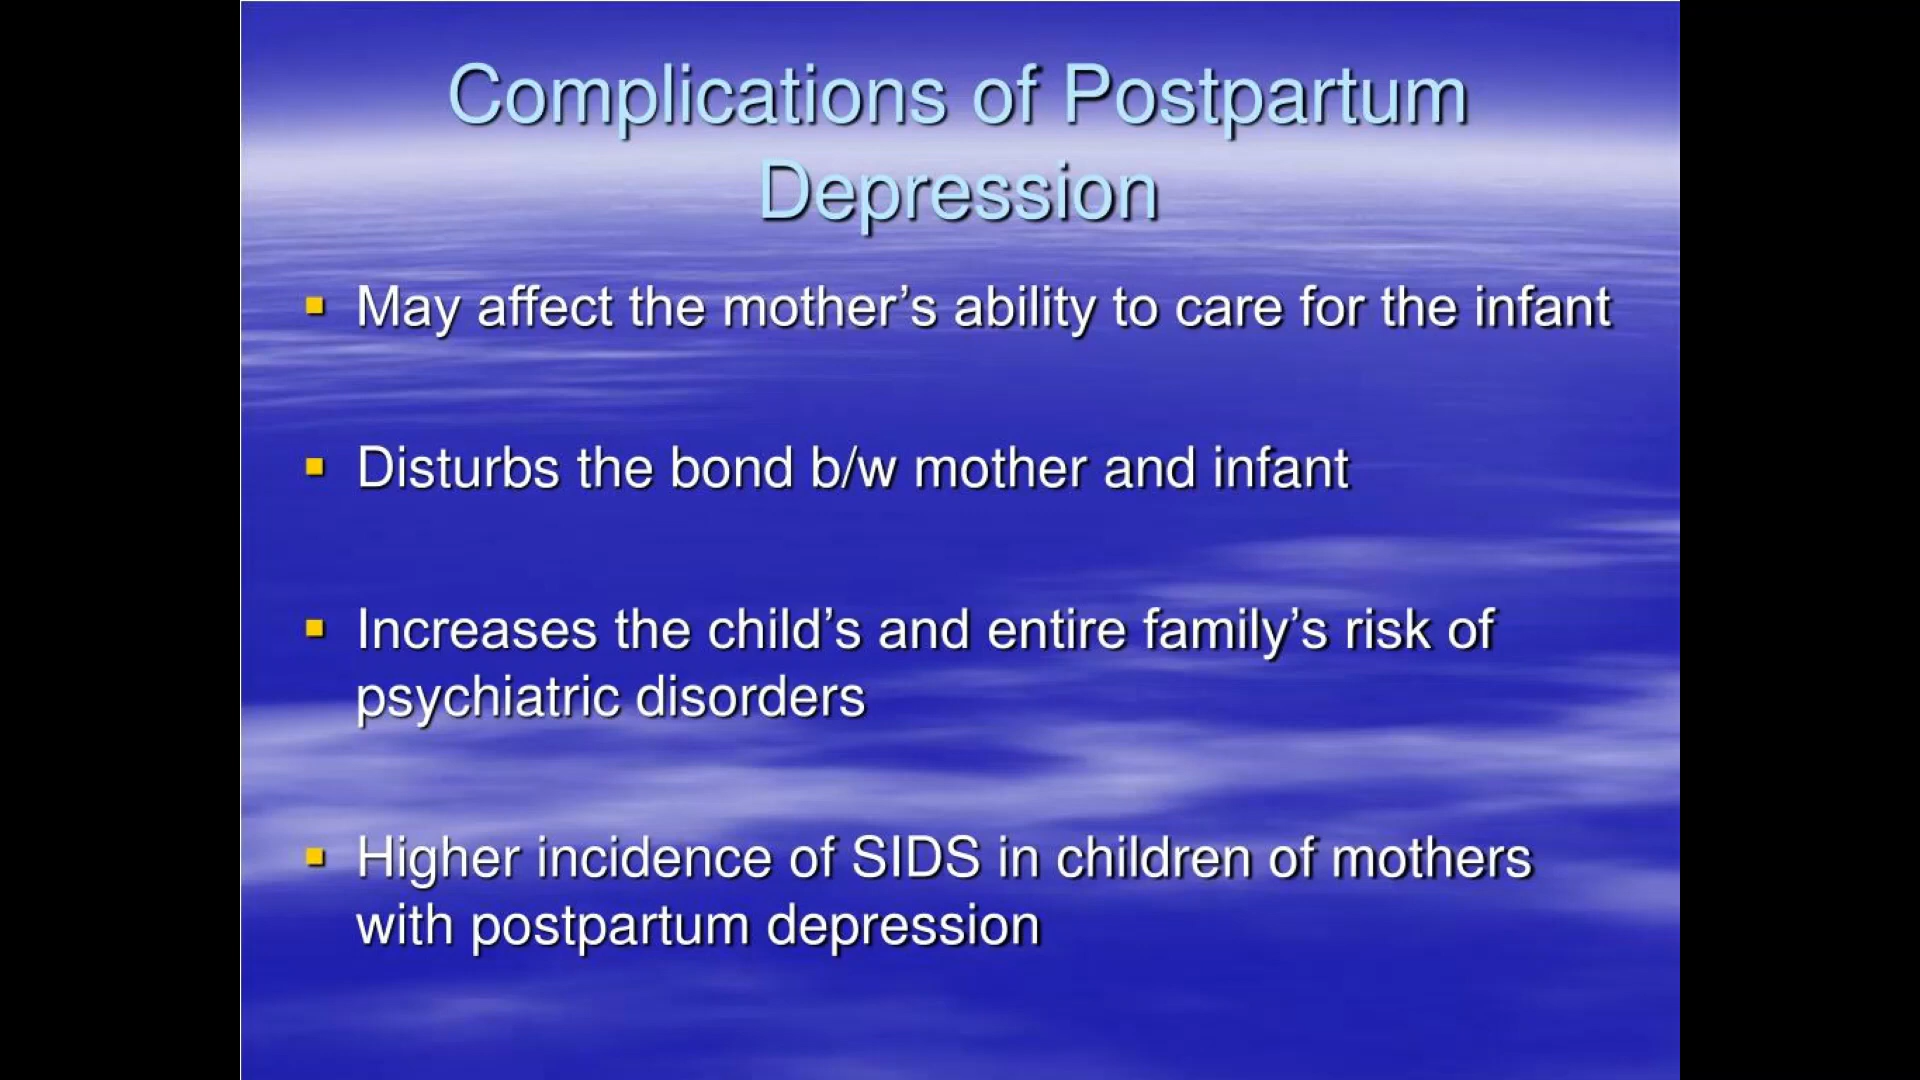 Complications of Postpartum
Depression
▪ May affect the mother’s ability to care for the infant
▪ Disturbs the bond b/w mother and infant
▪ Increases the child’s and entire family’s risk of
psychiatric disorders
▪ Higher incidence of SIDS in children of mothers
with postpartum depression